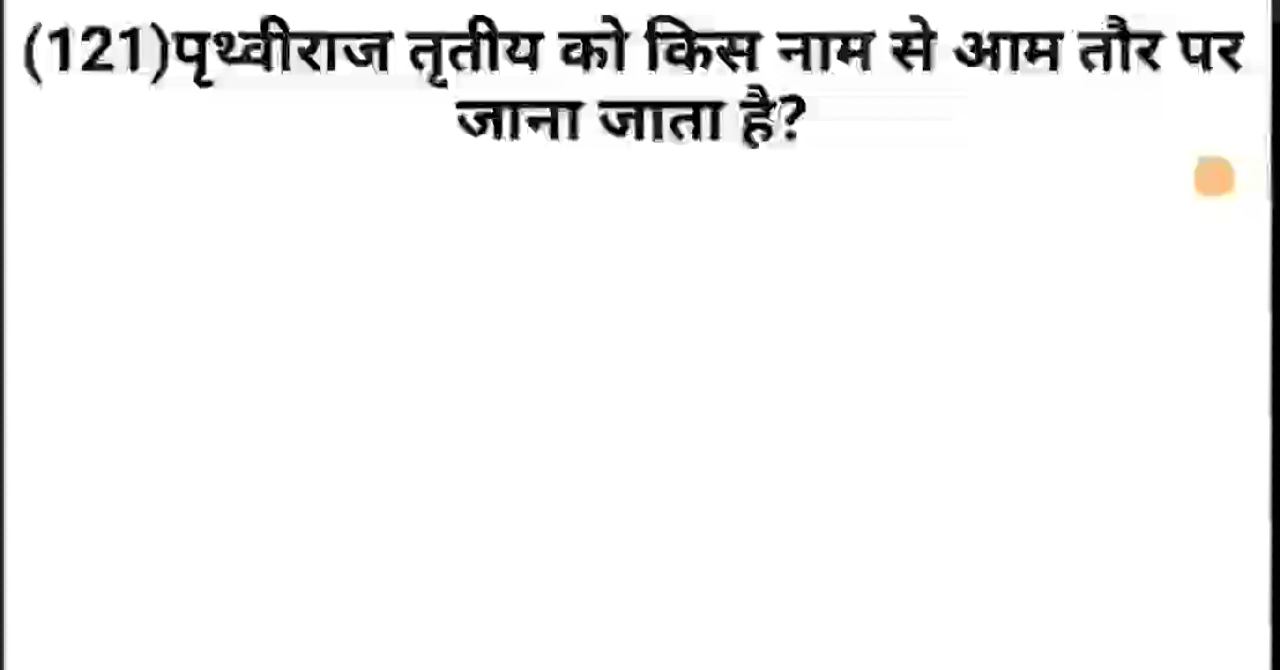 (121)पृथ्वीराज तृतीय को किस नाम से आम तौर पर
जाना जाता है?